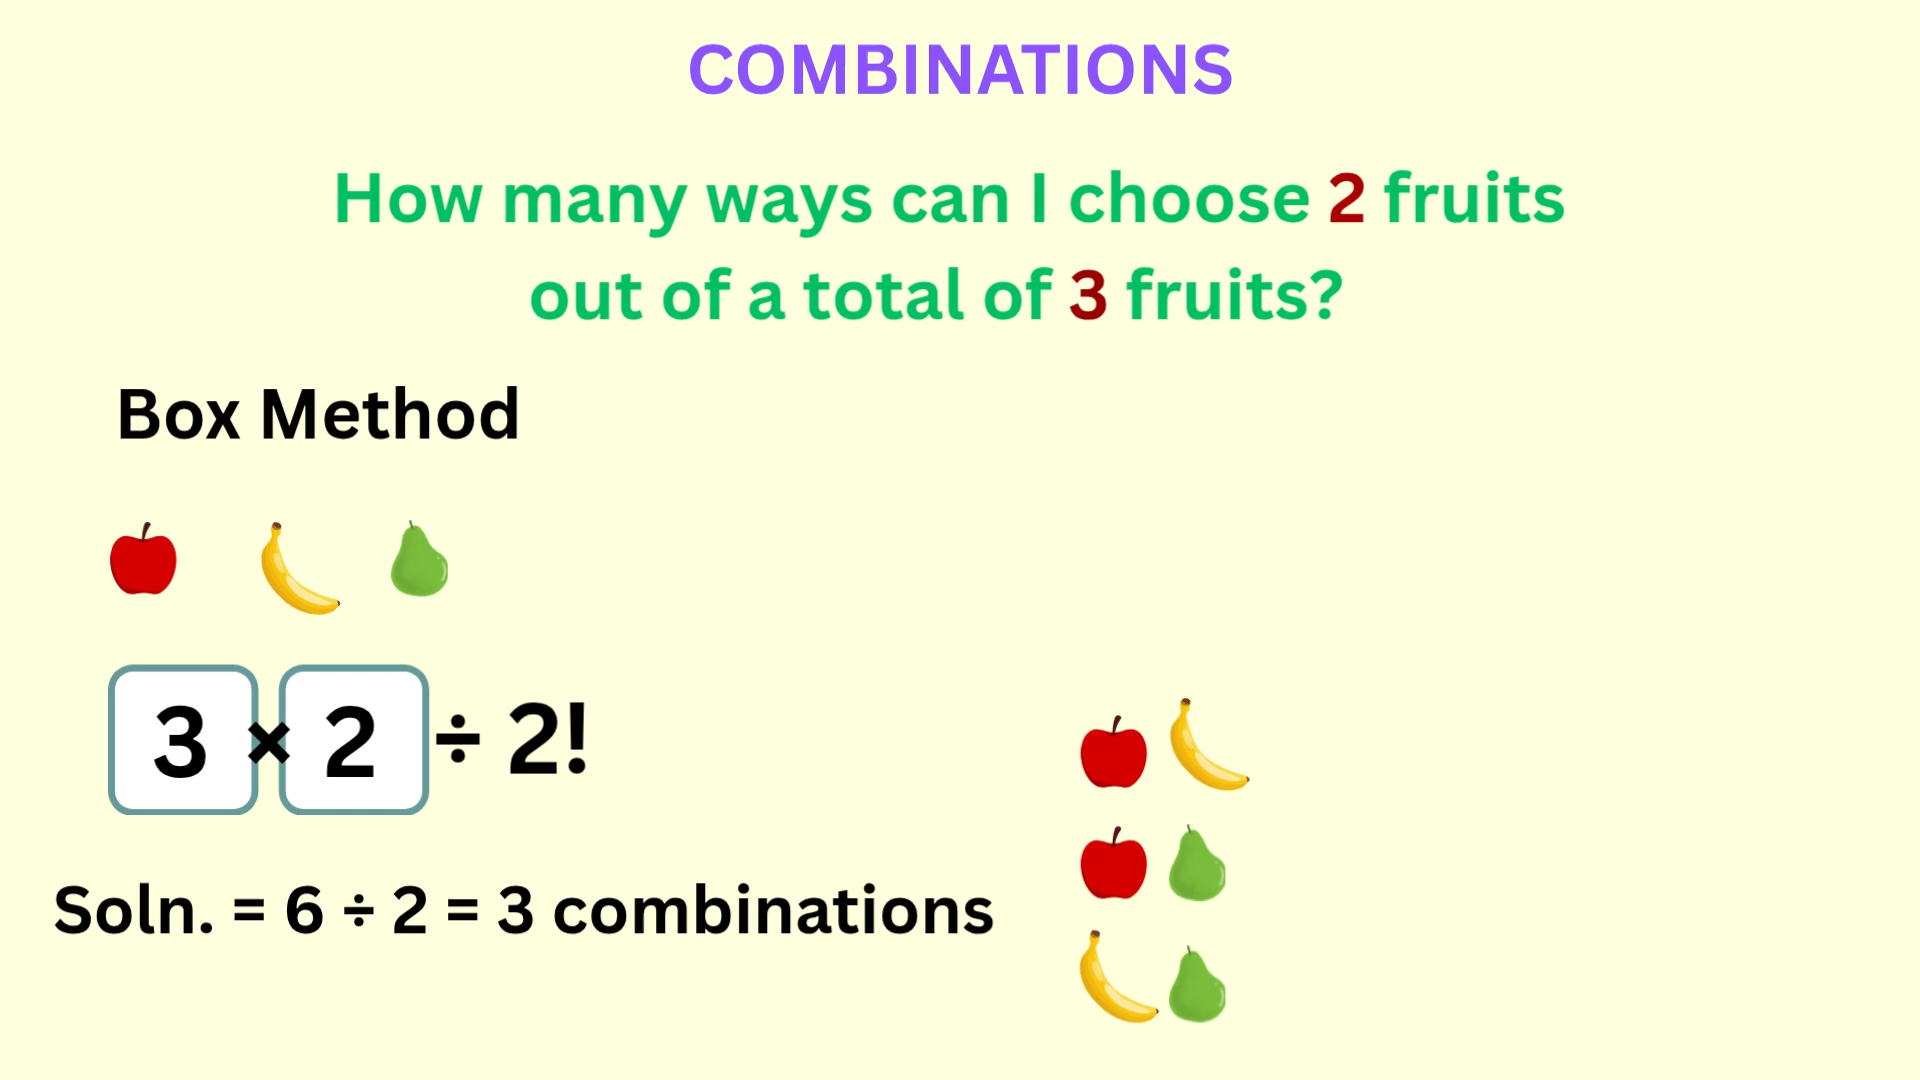 COMBINATIONS
How many ways can I choose 2 fruits
out of a total of 3 fruits?
Box Method
3 × 2 ÷ 2!
Soln. = 6 ÷ 2 = 3 combinations